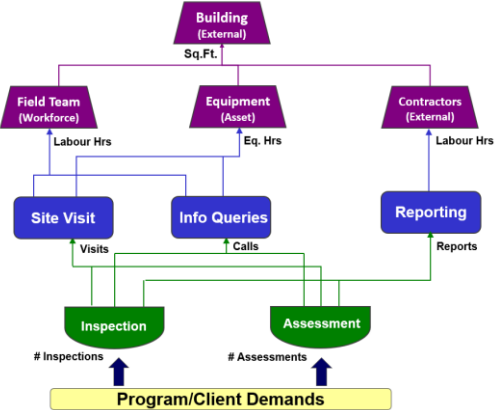 Building
(External)
Sq.Ft.
Field Team
(Workforce)
Equipment
(Asset)
Contractors
(External)
Labour Hrs
Eq. Hrs
Labour Hrs
Site Visit
Info Queries
Reporting
Visits
Calls
Reports
Inspection
Assessment
# Inspections
# Assessments
Program/Client Demands